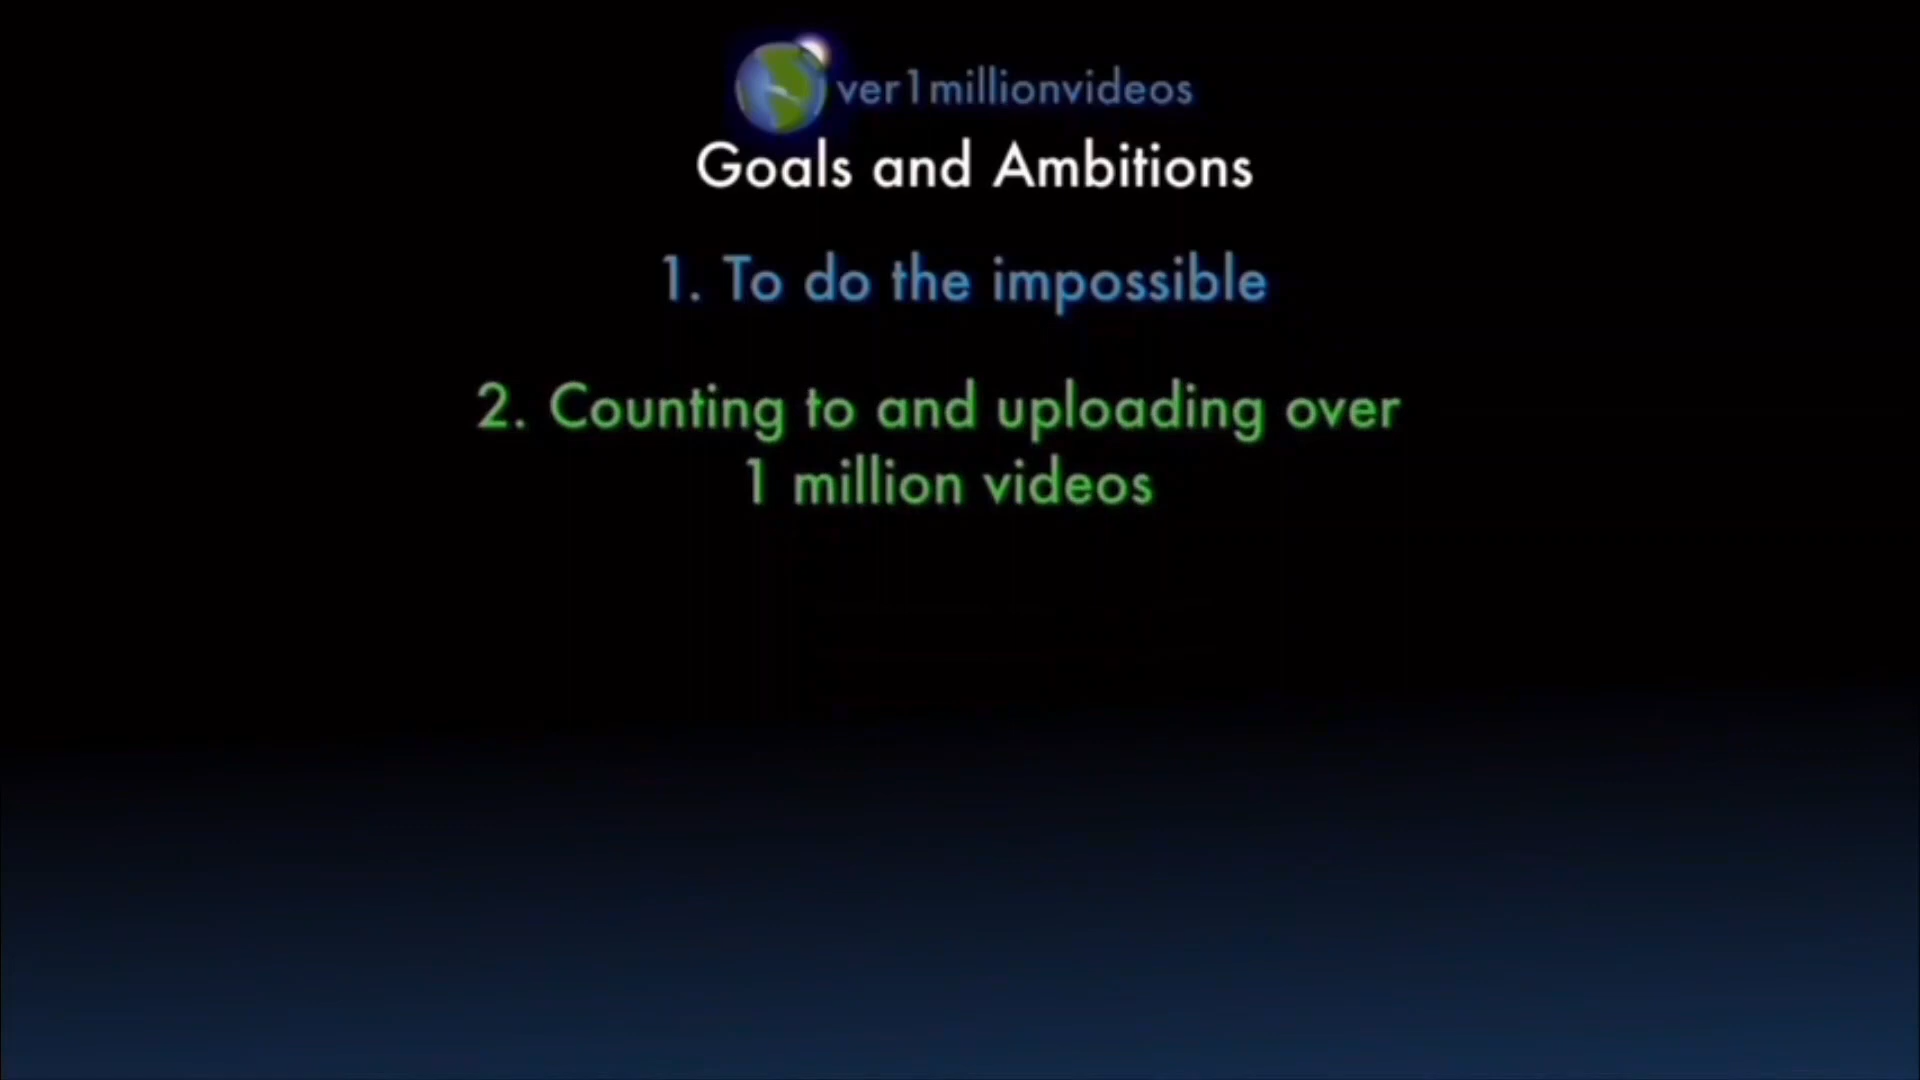 ver1millionvideos
Goals and Ambitions
1. To do the impossible
2. Counting to and uploading over
1 million videos